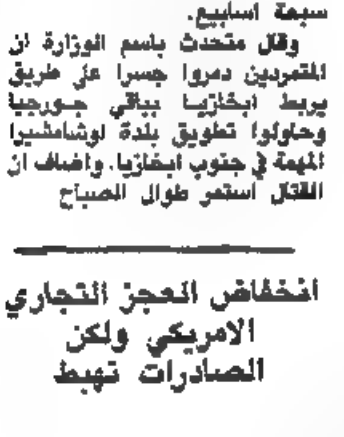 سبعة اسابيع.
وقال متحدث باسم الوزارة ان
المتمردين دمروا جسرا على طريق
يربط ابخازيا بباقي جورجيا
وحاولوا تطويق بلدة اوشامشيرا
المهمة في جنوب ابخازيا. واضاف ان
القتال استمر طوال الصباح
انخفاض العجز التجاري
الامريكي ولكن
الصادرات تهبط